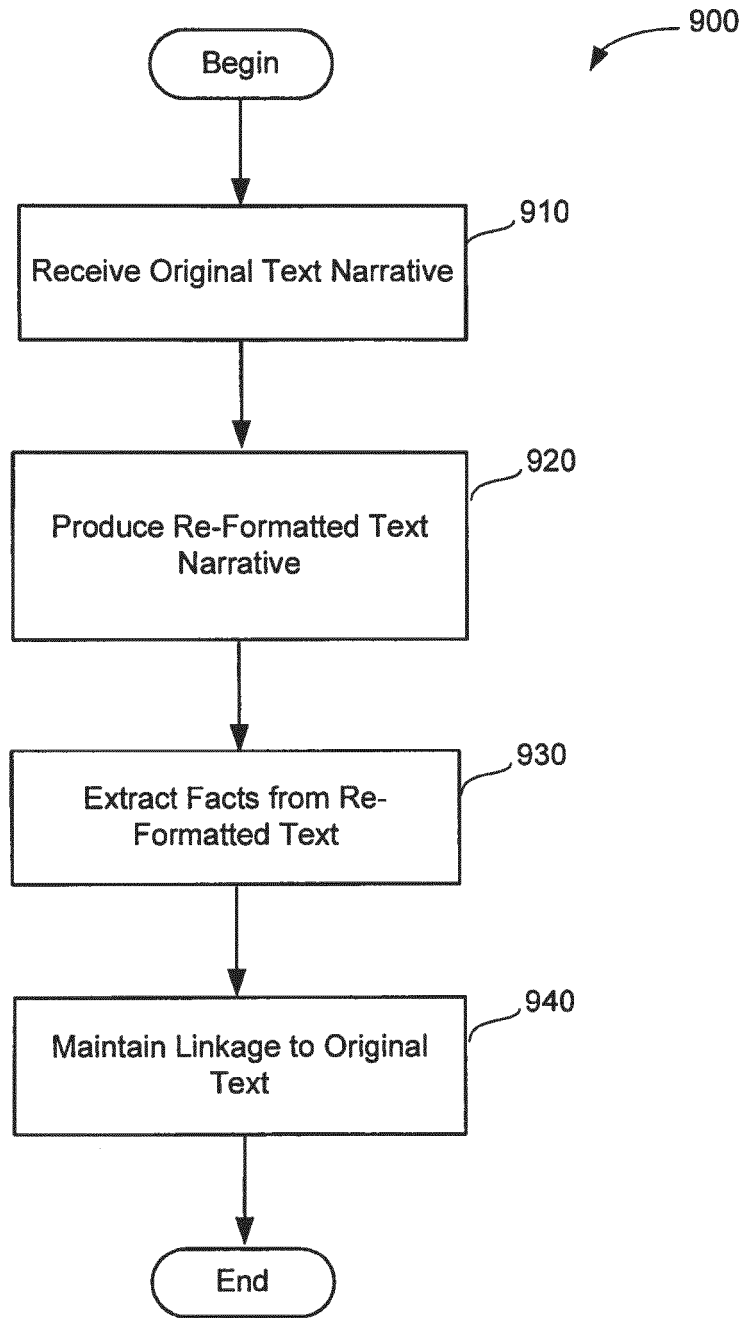 900
Begin
910
Receive Original Text Narrative
920
Produce Re-Formatted Text
Narrative
930
Extract Facts from Re-
Formatted Text
940
Maintain Linkage to Original
Text
End